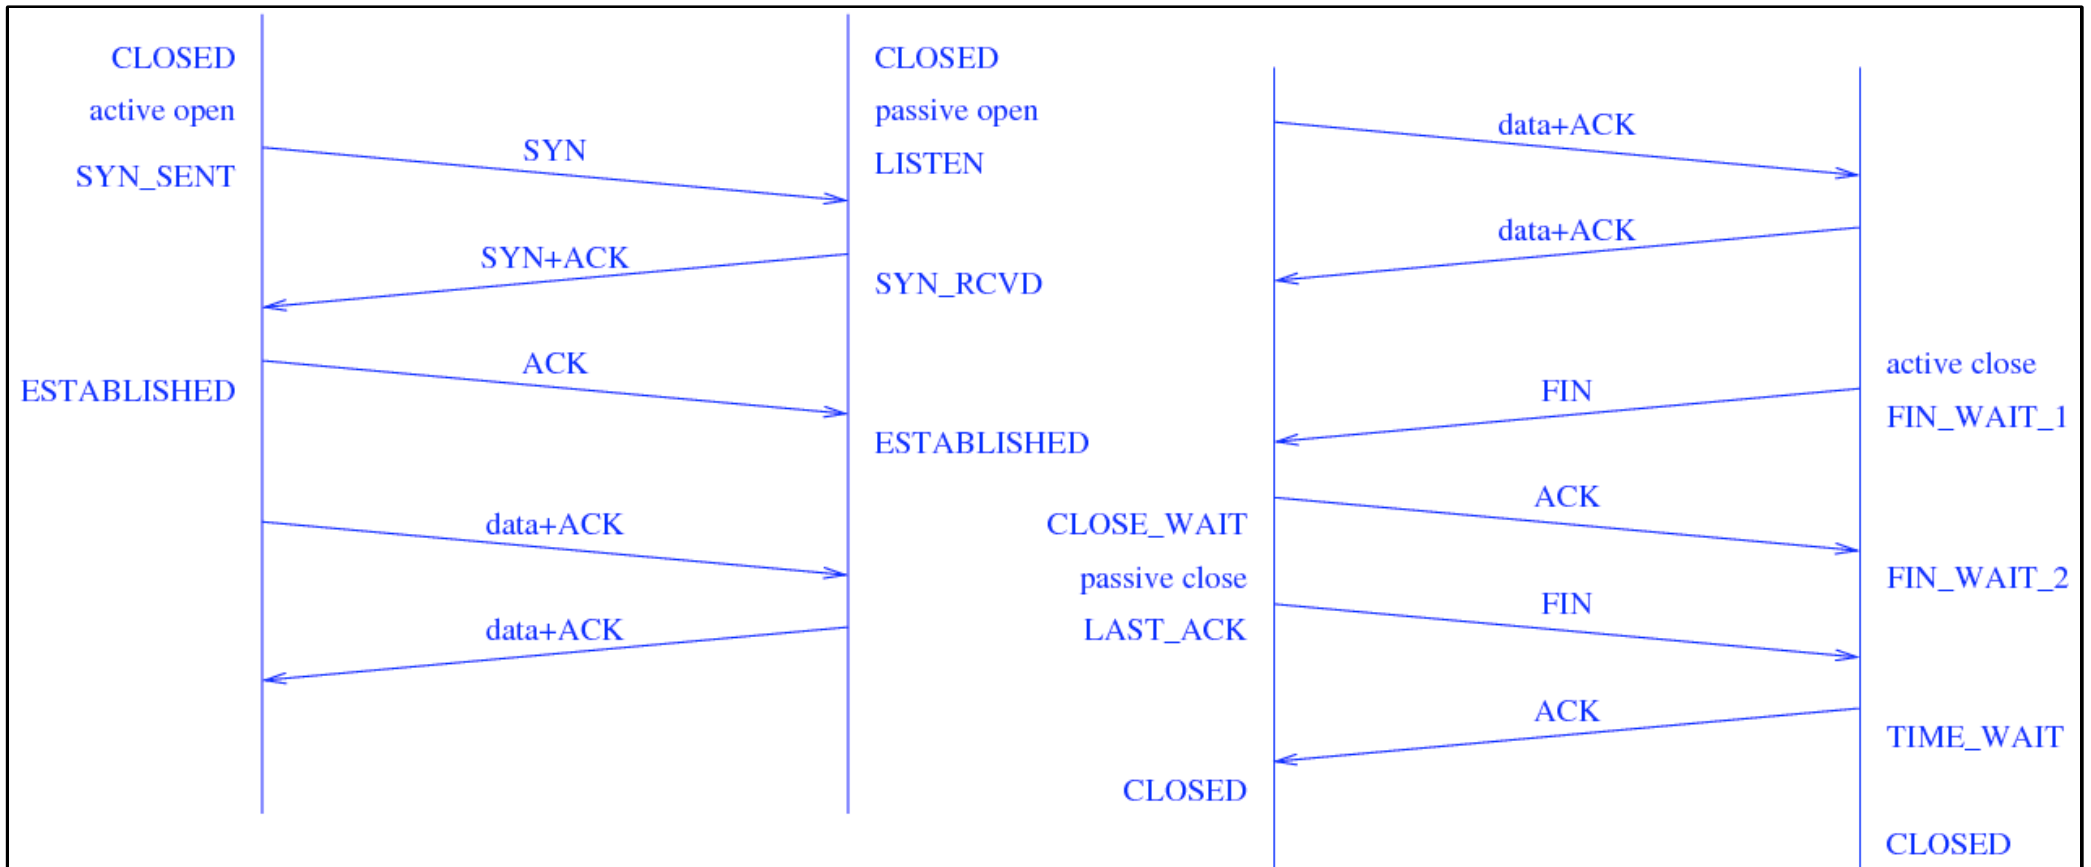 CLOSED
active open
SYN_SENT
SYN
CLOSED
passive open
LISTEN
SYN+ACK
SYN_RCVD
ACK
ESTABLISHED
ESTABLISHED
data+ACK
data+ACK
data+ACK
data+ACK
active close
FIN
FIN_WAIT_1
ACK
CLOSE_WAIT
passive close
FIN_WAIT_2
FIN
LAST_ACK
ACK
TIME_WAIT
CLOSED
CLOSED